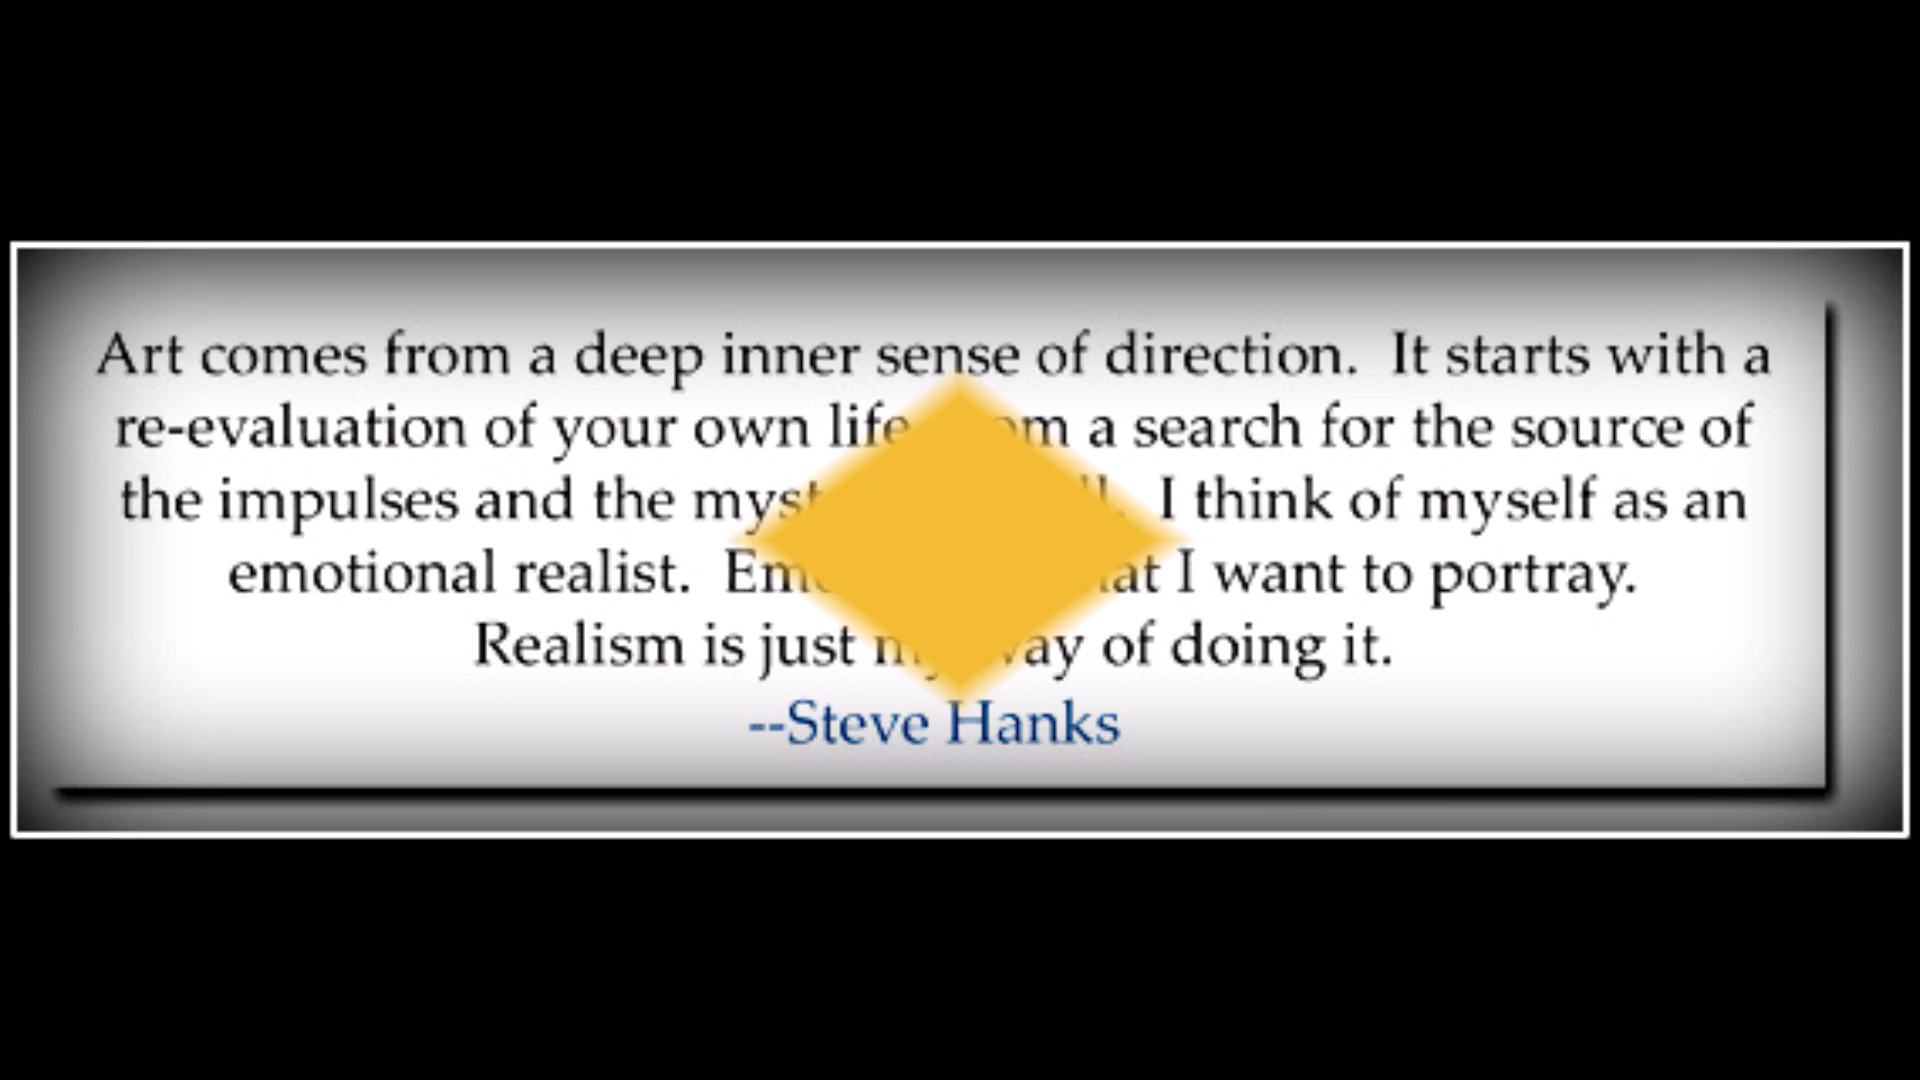 Art comes from a deep inner sense of direction. It starts with a
re-evaluation of your own life a search for the source of
the impulses and the I think of myself as an
emotional realist. I want to portray.
Realism is just way of doing it.
--Steve Hanks